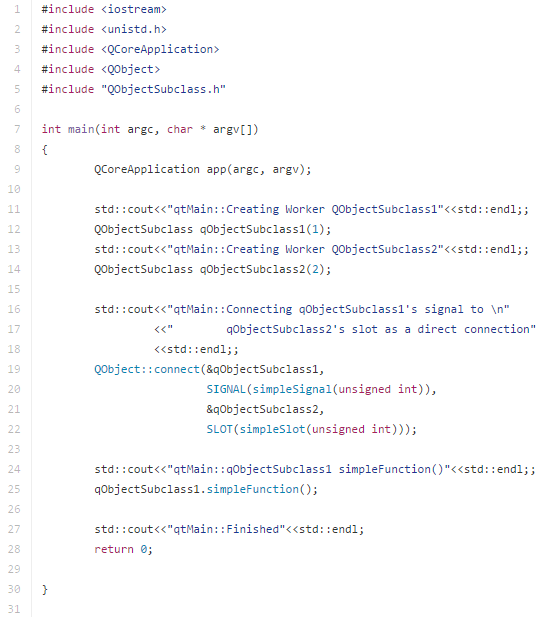 1 #include <iostream>
2 #include <unistd.h>
3 #include <QCoreApplication>
4 #include <QObject>
5 #include "QObjectSubclass.h"
6
7 int main(int argc, char * argv[])
8 {
9 QCoreApplication app(argc, argv);
10
11 std::cout<<"qtMain::Creating Worker QObjectSubclass1"<<std::endl;;
12 QObjectSubclass qObjectSubclass1(1);
13 std::cout<<"qtMain::Creating Worker QObjectSubclass2"<<std::endl;;
14 QObjectSubclass qObjectSubclass2(2);
15
16 std::cout<<"qtMain::Connecting qObjectSubclass1's signal to \n"
17 <<"        qObjectSubclass2's slot as a direct connection"
18 <<std::endl;;
19 QObject::connect(&qObjectSubclass1,
20 SIGNAL(simpleSignal(unsigned int)),
21 &qObjectSubclass2,
22 SLOT(simpleSlot(unsigned int)));
23
24 std::cout<<"qtMain::qObjectSubclass1 simpleFunction()"<<std::endl;;
25 qObjectSubclass1.simpleFunction();
26
27 std::cout<<"qtMain::Finished"<<std::endl;
28 return 0;
29
30 }
31